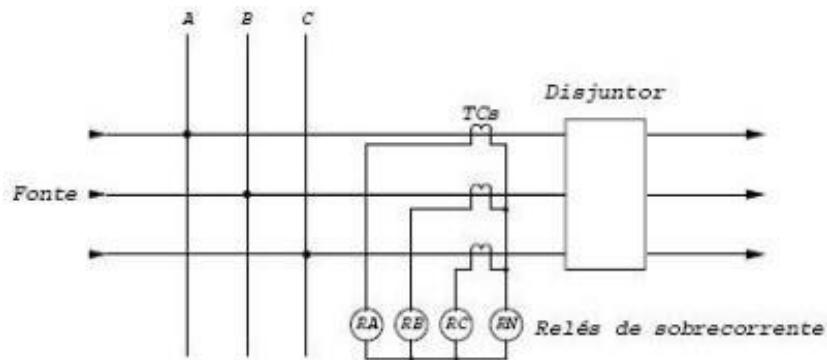 A B C
Disjuntor
TCs
Fonte
RA RB RC RN Relés de sobrecorrente